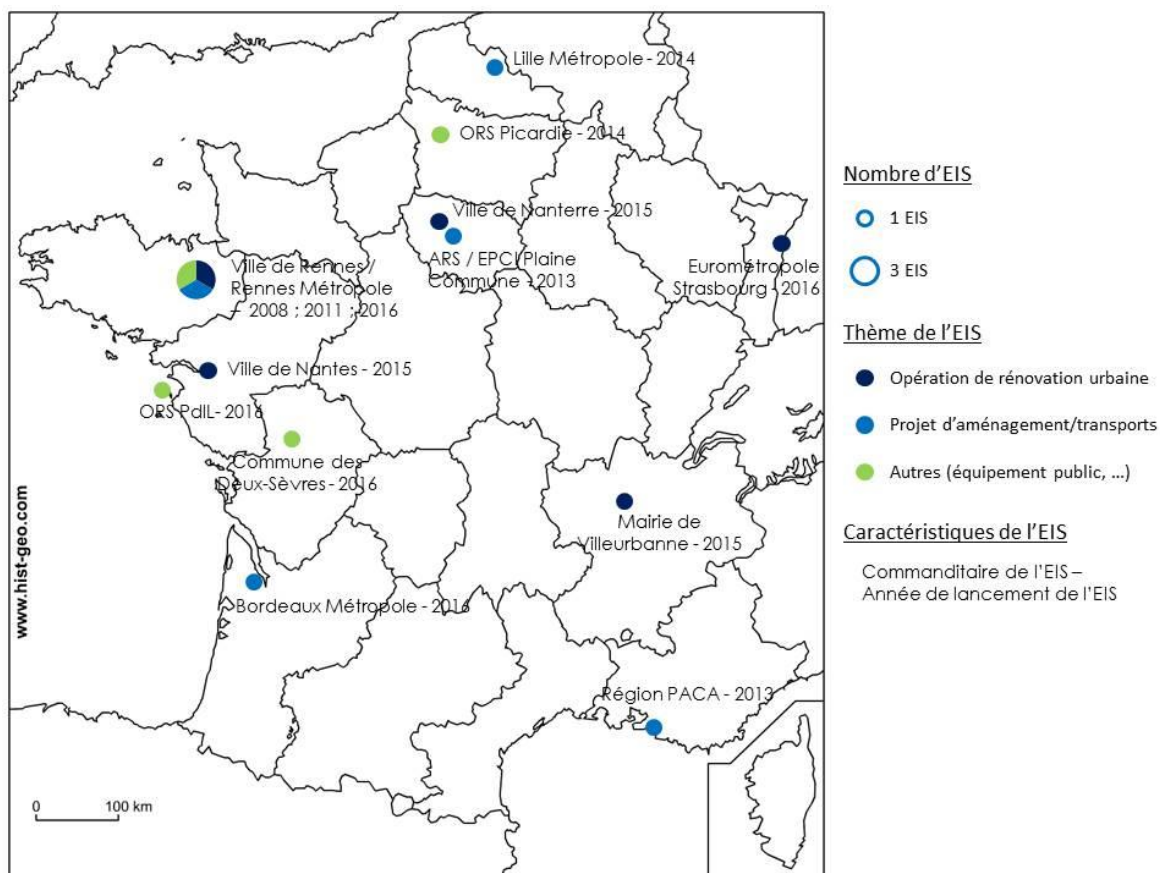 Lille Métropole - 2014
ORS Picardie - 2014
Ville de Nanterre - 2015
ARS / EPCI Plaine
Commune - 2013
Eurométropole
Strasbourg - 2016
Ville de Rennes /
Rennes Métropole
– 2008 ; 2011 ; 2016
Ville de Nantes - 2015
ORS PdlL - 2016
Commune des
Deux-Sèvres - 2016
Mairie de
Villeurbanne - 2015
Bordeaux Métropole - 2016
Région PACA - 2013
www.hist-geo.com
0 100 km
Nombre d'EIS
1 EIS
3 EIS
Thème de l'EIS
Opération de rénovation urbaine
Projet d'aménagement/transports
Autres (équipement public, ...)
Caractéristiques de l'EIS
Commanditaire de l'EIS –
Année de lancement de l'EIS